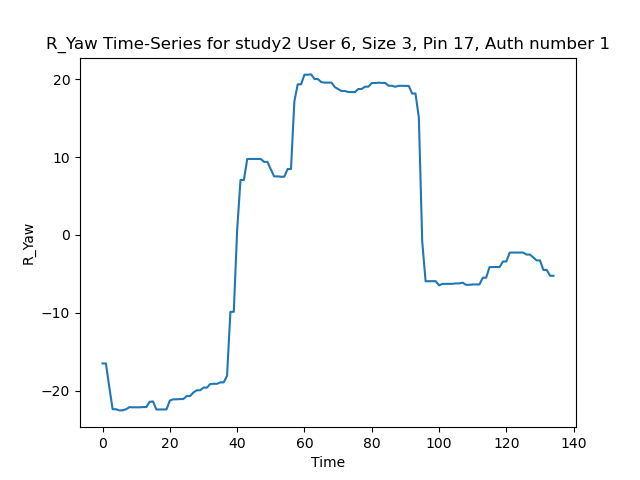 R_Yaw Time-Series for study2 User 6, Size 3, Pin 17, Auth number 1
20
10
0
−10
−20
R_Yaw
0 20 40 60 80 100 120 140
Time